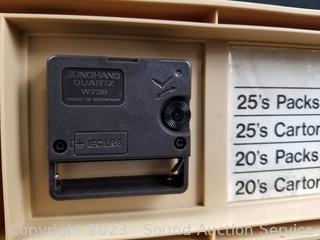 JUNGHANS
QUARTZ
W738
MADE IN GERMANY
IEC LR6
25's Packs
25's Carton
20's Packs
20's Carton
Copyright 2023 - Sound Auction Service